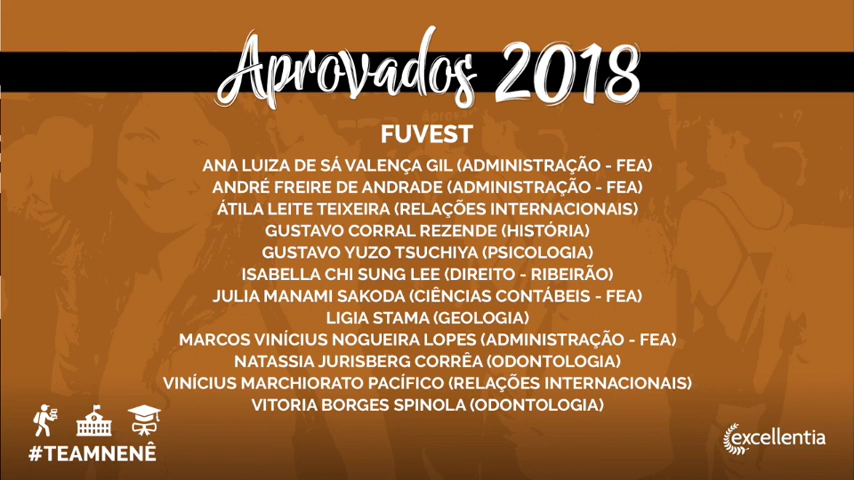 Aprovados 2018
FUVEST
ANA LUIZA DE SÁ VALENÇA GIL (ADMINISTRAÇÃO - FEA)
ANDRÉ FREIRE DE ANDRADE (ADMINISTRAÇÃO - FEA)
ÁTILA LEITE TEIXEIRA (RELAÇÕES INTERNACIONAIS)
GUSTAVO CORRAL REZENDE (HISTÓRIA)
GUSTAVO YUZO TSUCHIYA (PSICOLOGIA)
ISABELLA CHI SUNG LEE (DIREITO - RIBEIRÃO)
JULIA MANAMI SAKODA (CIÊNCIAS CONTÁBEIS - FEA)
LIGIA STAMA (GEOLOGIA)
MARCOS VINÍCIUS NOGUEIRA LOPES (ADMINISTRAÇÃO - FEA)
NATASSIA JURISBERG CORRÊA (ODONTOLOGIA)
VINÍCIUS MARCHIORATO PACÍFICO (RELAÇÕES INTERNACIONAIS)
VITORIA BORGES SPINOLA (ODONTOLOGIA)
#TEAMNENÊ
excellentia